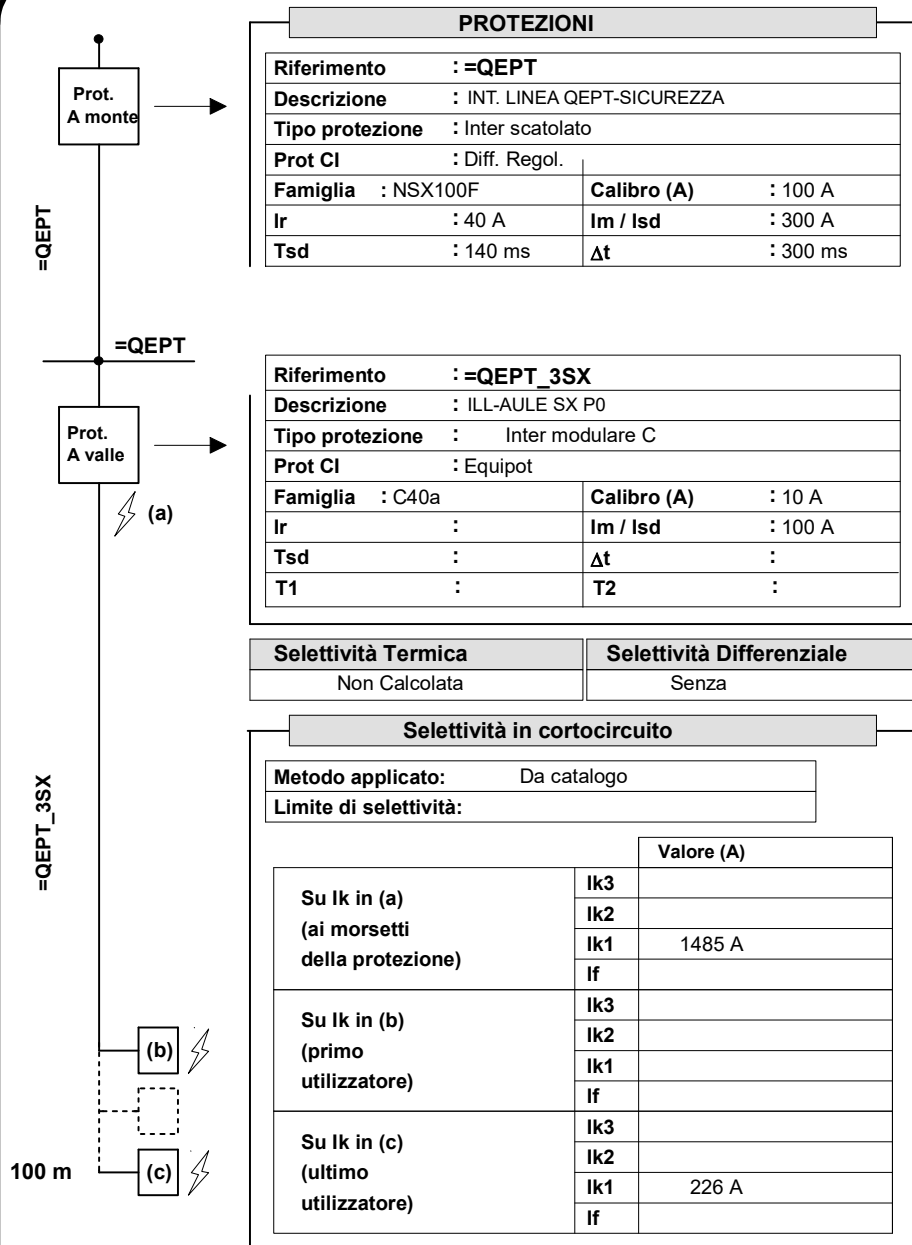 PROTEZIONI
Prot.
A monte
Riferimento : =QEPT
Descrizione : INT. LINEA QEPT-SICUREZZA
Tipo protezione : Inter scatolato
Prot CI : Diff. Regol.
Famiglia : NSX100F Calibro (A) : 100 A
Ir : 40 A Im / Isd : 300 A
Tsd : 140 ms Δt : 300 ms
=QEPT
=QEPT
Prot.
A valle
(a)
Riferimento : =QEPT_3SX
Descrizione : ILL-AULE SX P0
Tipo protezione : Inter modulare C
Prot CI : Equipot
Famiglia : C40a Calibro (A) : 10 A
Ir : Im / Isd : 100 A
Tsd : Δt :
T1 : T2 :
Selettività Termica Selettività Differenziale
Non Calcolata Senza
Selettività in cortocircuito
Metodo applicato: Da catalogo
Limite di selettività:
=QEPT_3SX
Valore (A)
Su Ik in (a)
(ai morsetti
della protezione)
Ik3
Ik2
Ik1 1485 A
If
Su Ik in (b)
(primo
utilizzatore)
Ik3
Ik2
Ik1
If
Su Ik in (c)
(ultimo
utilizzatore)
Ik3
Ik2
Ik1 226 A
If
(b)
100 m (c)